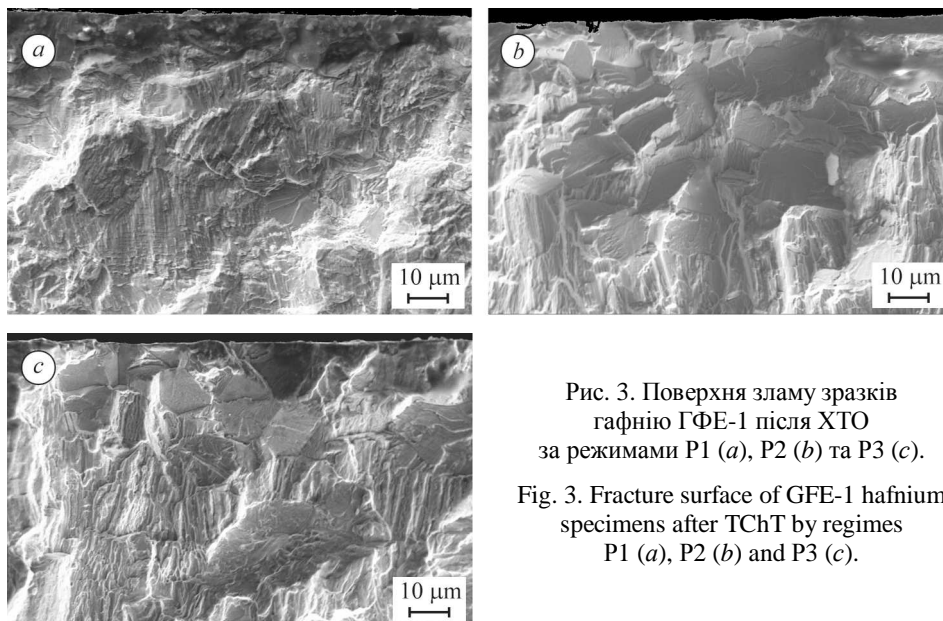 a
10 μm
b
10 μm
c
10 μm
Рис. 3. Поверхня зламу зразків
гафнію ГФЕ-1 після ХТО
за режимами Р1 (a), Р2 (b) та Р3 (c).
Fig. 3. Fracture surface of GFE-1 hafnium
specimens after TChT by regimes
P1 (a), P2 (b) and P3 (c).